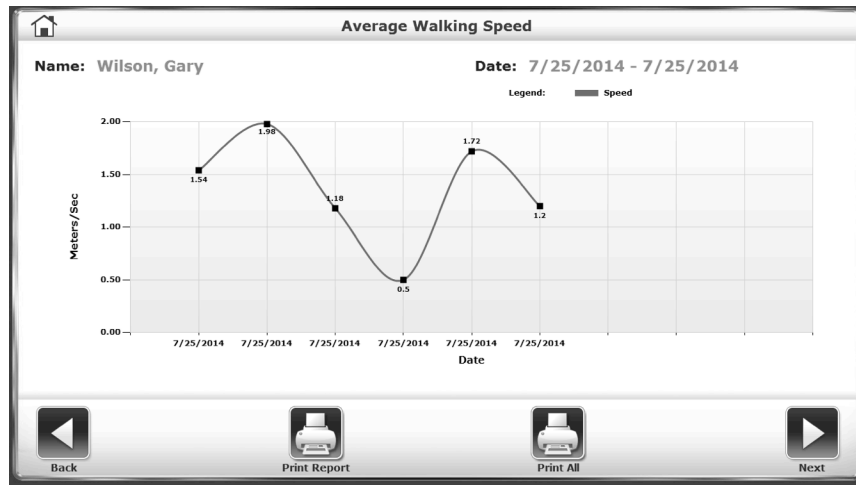 Average Walking Speed
Name: Wilson, Gary
Date: 7/25/2014 - 7/25/2014
Legend: Speed
Meters/Sec
2.00
1.50
1.00
0.50
0.00
1.54
1.98
1.18
0.5
1.72
1.2
7/25/2014 7/25/2014 7/25/2014 7/25/2014 7/25/2014 7/25/2014
Date
Back Print Report Print All Next